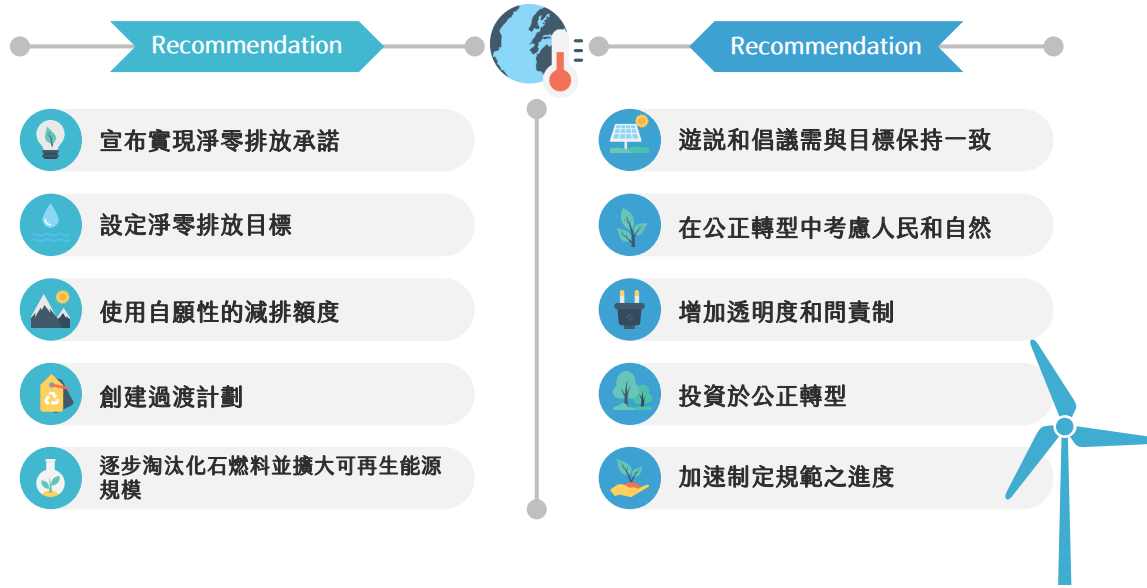 Recommendation
宣布實現淨零排放承諾
設定淨零排放目標
使用自願性的減排額度
創建過渡計劃
逐步淘汰化石燃料並擴大可再生能源
規模
Recommendation
遊説和倡議需與目標保持一致
在公正轉型中考慮人民和自然
增加透明度和問責制
投資於公正轉型
加速制定規範之進度